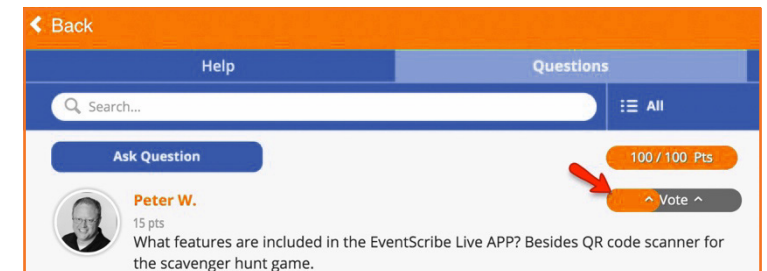 Back
Help
Questions
Search...
All
Ask Question
100 / 100 Pts
Peter W.
Vote
15 pts
What features are included in the EventScribe Live APP? Besides QR code scanner for
the scavenger hunt game.